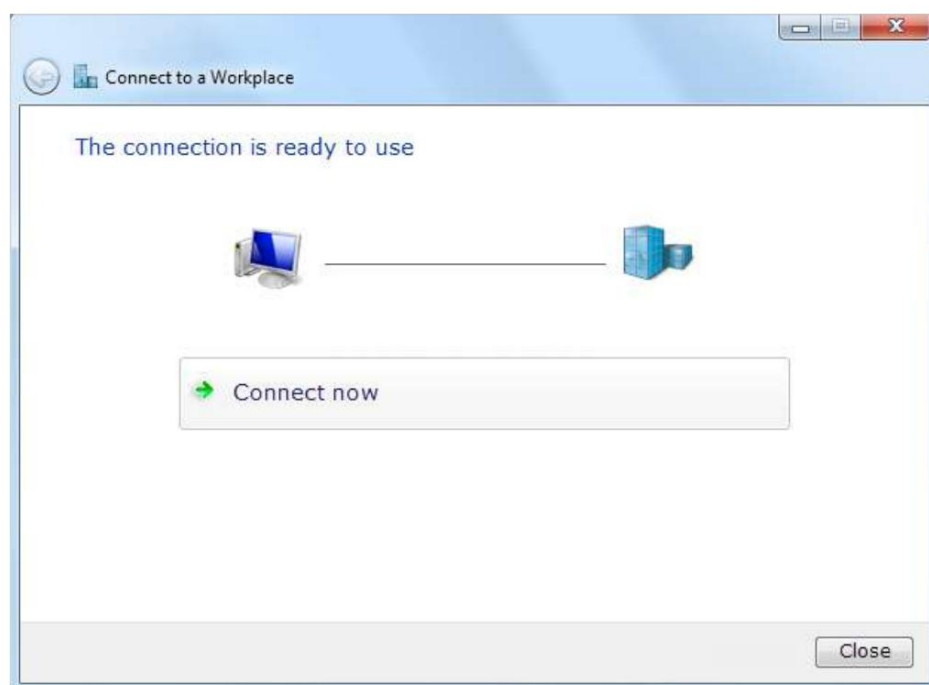 Connect to a Workplace
The connection is ready to use
Connect now
Close